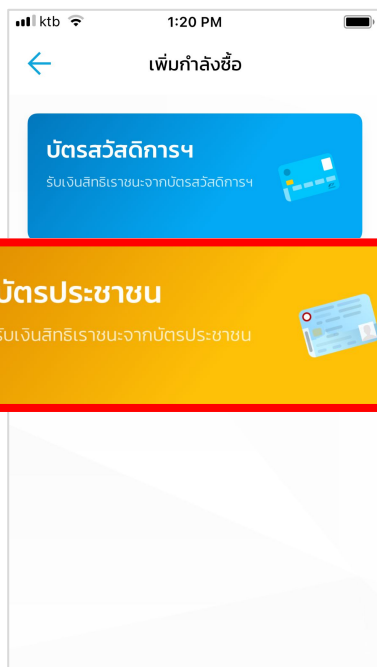 ktb 1:20 PM
เพิ่มกำลังซื้อ
บัตรสวัสดิการฯ
รับเงินสิทธิเราชนะจากบัตรสวัสดิการฯ
บัตรประชาชน
รับเงินสิทธิเราชนะจากบัตรประชาชน